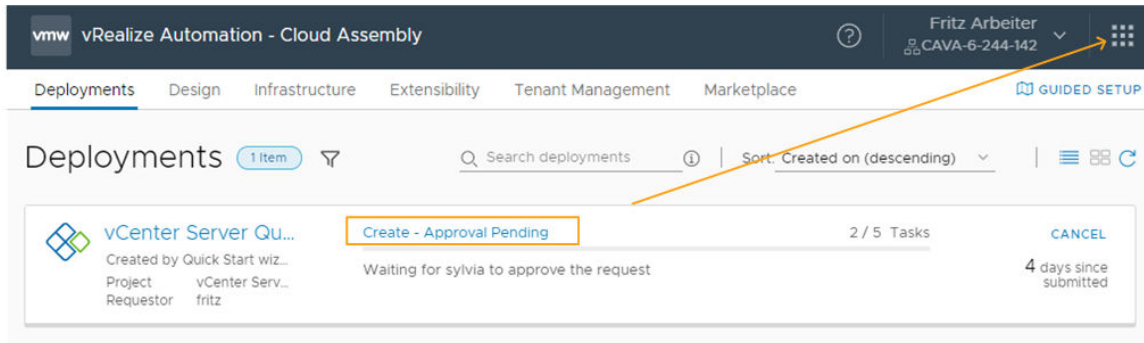 vmw vRealize Automation - Cloud Assembly
Fritz Arbeiter
CAVA-6-244-142
Deployments Design Infrastructure Extensibility Tenant Management Marketplace GUIDED SETUP
Deployments 1 Item Search deployments Sort: Created on (descending)
vCenter Server Qu... Create - Approval Pending 2 / 5 Tasks CANCEL
Created by Quick Start wiz... Waiting for sylvia to approve the request 4 days since
Project vCenter Serv... submitted
Requestor fritz